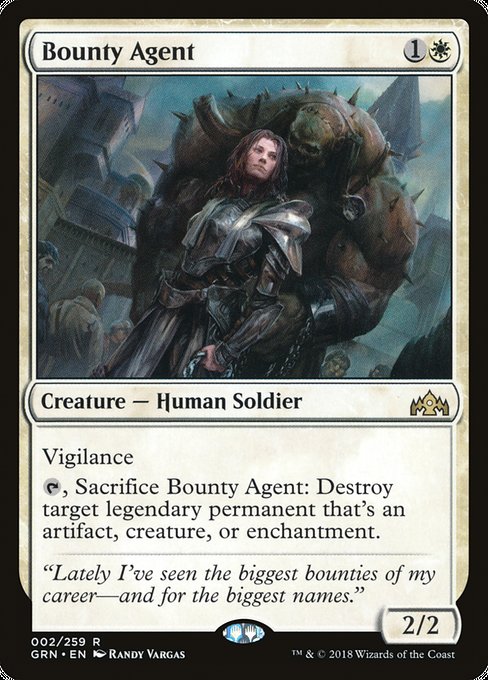 Bounty Agent 1
Creature — Human Soldier
Vigilance
, Sacrifice Bounty Agent: Destroy
target legendary permanent that's an
artifact, creature, or enchantment.
“Lately I've seen the biggest bounties of my
career—and for the biggest names.”
2/2
002/259 R
GRN • EN Randy Vargas
™ & © 2018 Wizards of the Coast